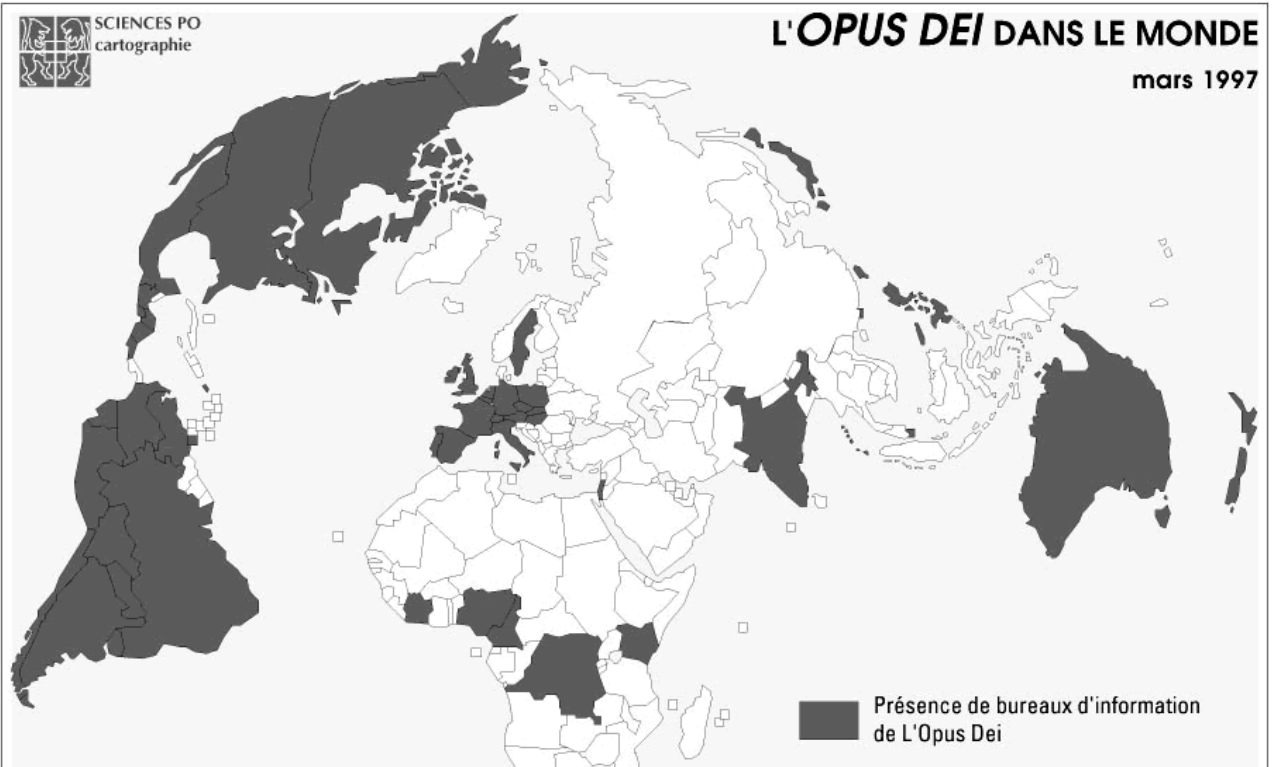 SCIENCES PO
cartographie
L'OPUS DEI DANS LE MONDE
mars 1997
Présence de bureaux d'information
de L'Opus Dei